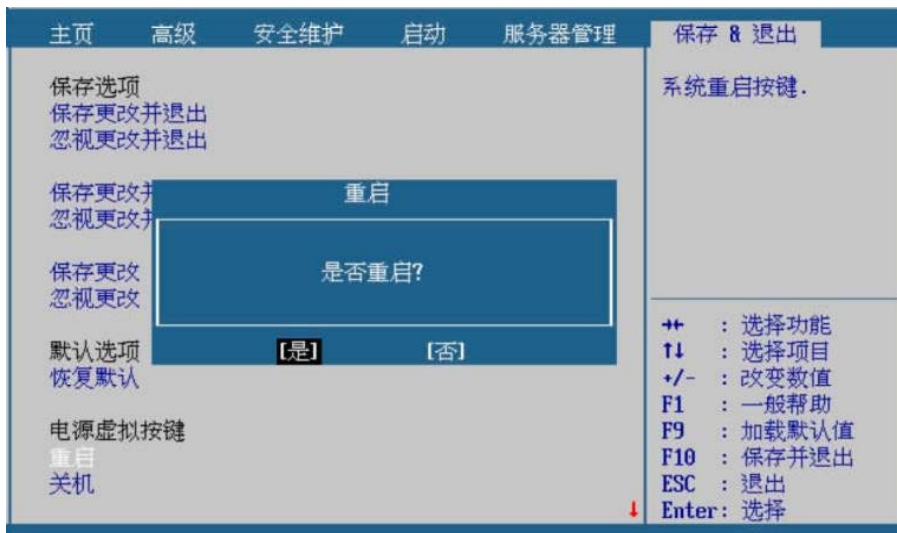 主页 高级 安全维护 启动 服务器管理 保存 & 退出
保存选项
保存更改并退出
忽视更改并退出
保存更改并
忽视更改并
保存更改
忽视更改
默认选项
恢复默认
电源虚拟按键
重启
关机
重启
是否重启?
[是] [否]
系统重启按键.
→← : 选择功能
↑↓ : 选择项目
+/- : 改变数值
F1 : 一般帮助
F9 : 加载默认值
F10 : 保存并退出
ESC : 退出
Enter: 选择